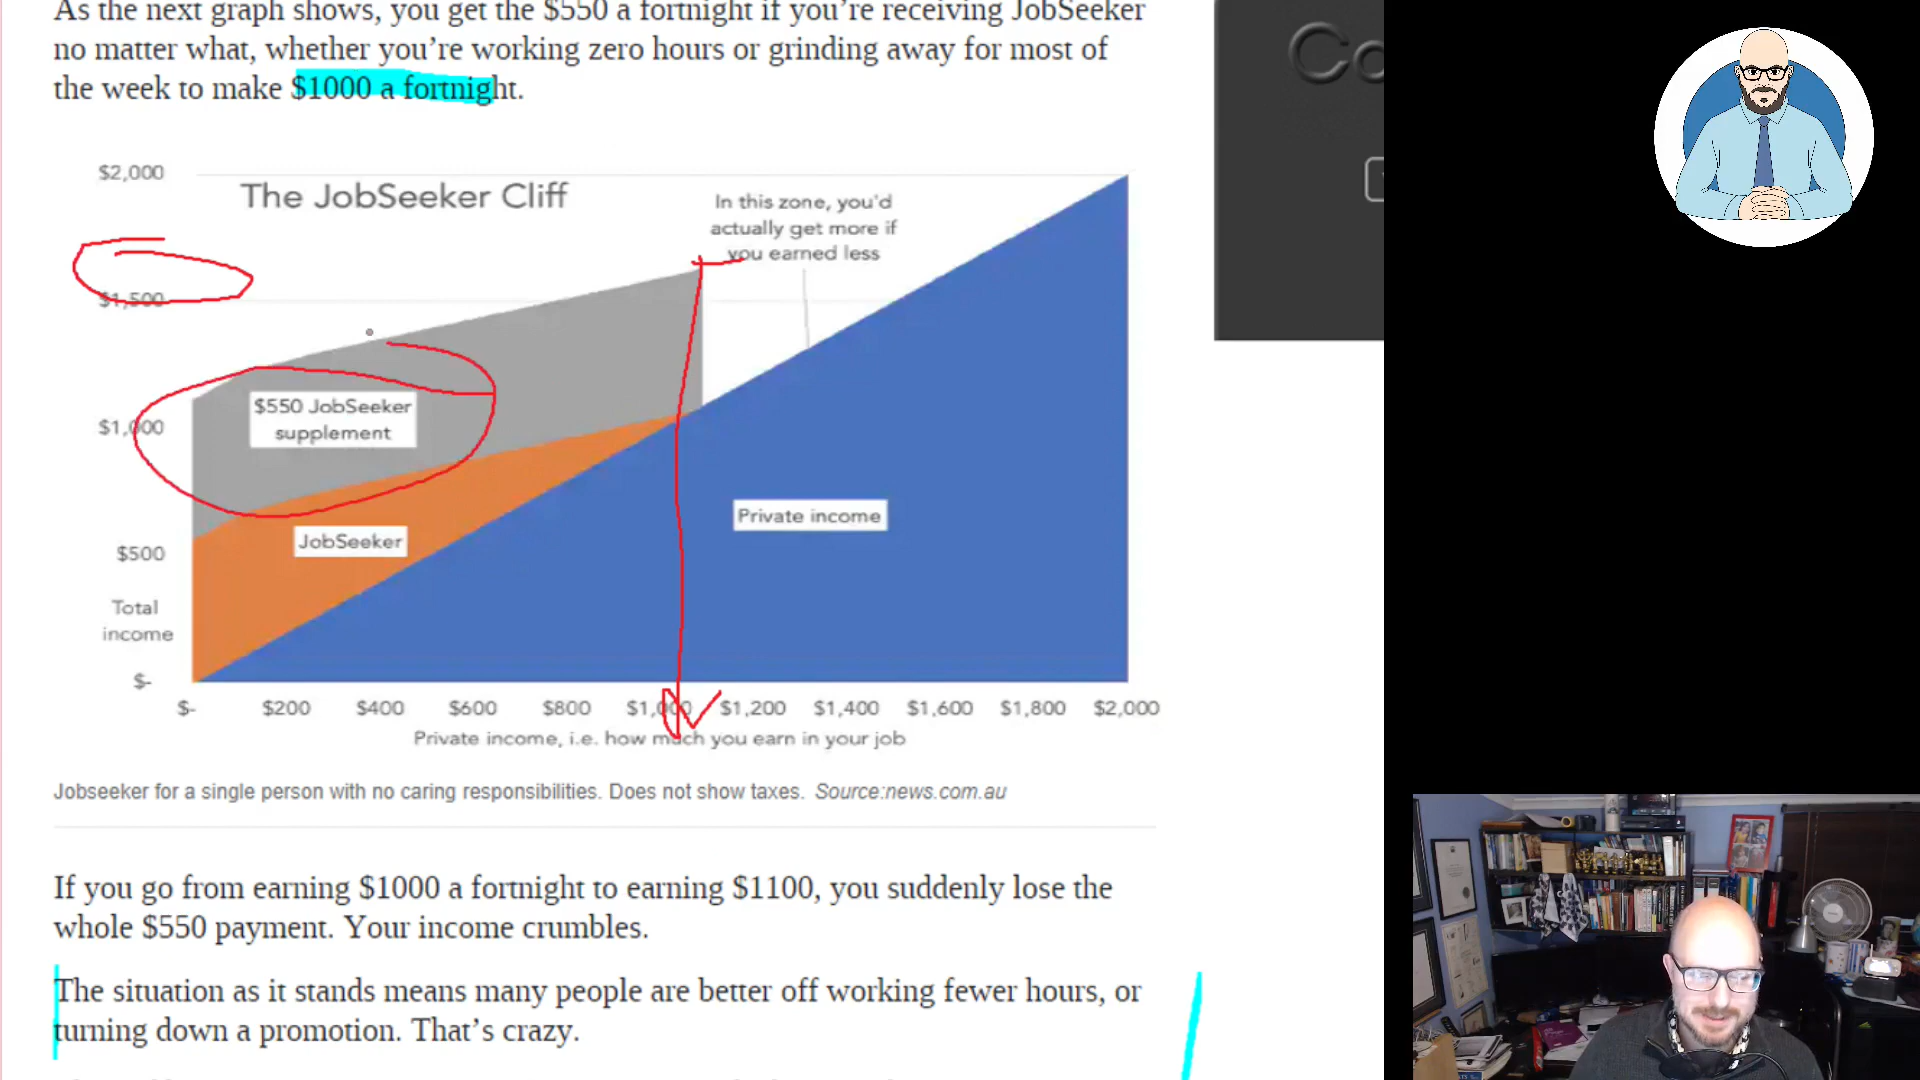 As the next graph shows, you get the $550 a fortnight if you’re receiving JobSeeker
no matter what, whether you’re working zero hours or grinding away for most of
the week to make $1000 a fortnight.
Co
The JobSeeker Cliff
In this zone, you'd
actually get more if
you earned less
$2,000
$1,500
$1,000
$500
Total
income
$-
$550 JobSeeker
supplement
JobSeeker
Private income
$- $200 $400 $600 $800 $1,000 $1,200 $1,400 $1,600 $1,800 $2,000
Private income, i.e. how much you earn in your job
Jobseeker for a single person with no caring responsibilities. Does not show taxes. Source:news.com.au
If you go from earning $1000 a fortnight to earning $1100, you suddenly lose the
whole $550 payment. Your income crumbles.
The situation as it stands means many people are better off working fewer hours, or
turning down a promotion. That’s crazy.